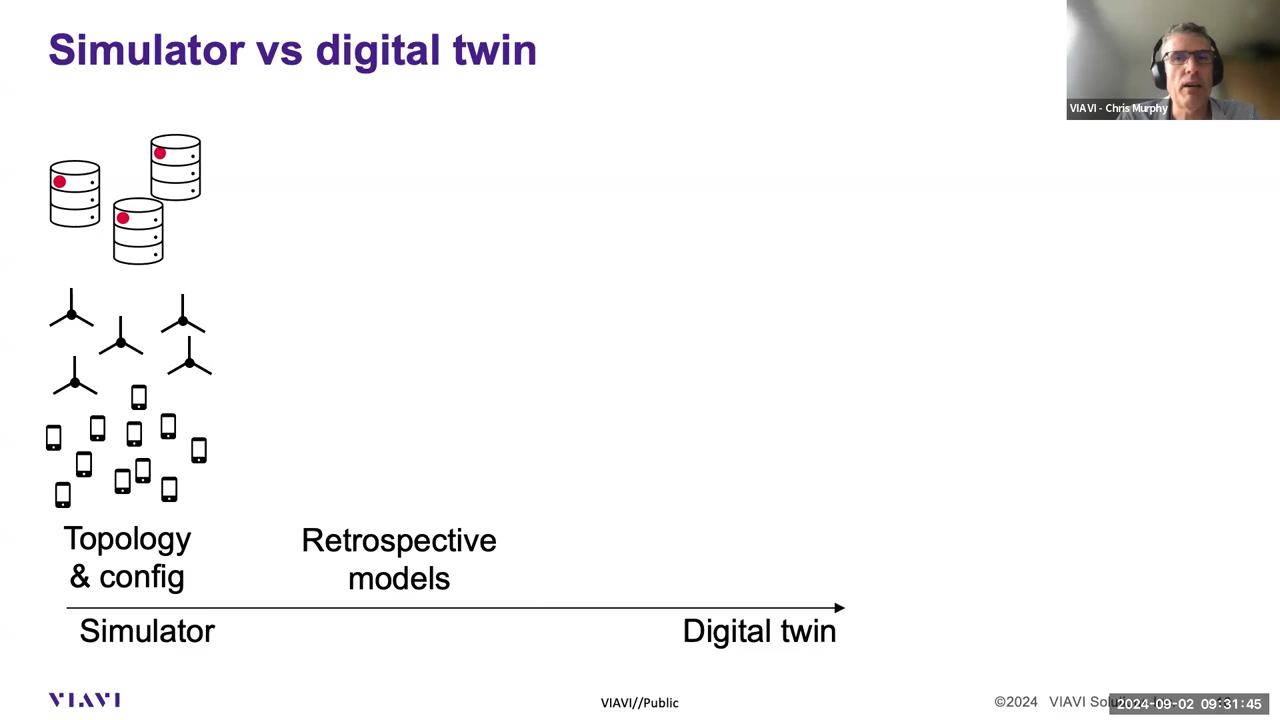 Simulator vs digital twin
VIAVI - Chris Murphy
Topology
& config
Retrospective
models
Simulator
Digital twin
VIAVI
VIAVI//Public
©2024 VIAVI
2024-09-02 09:31:45